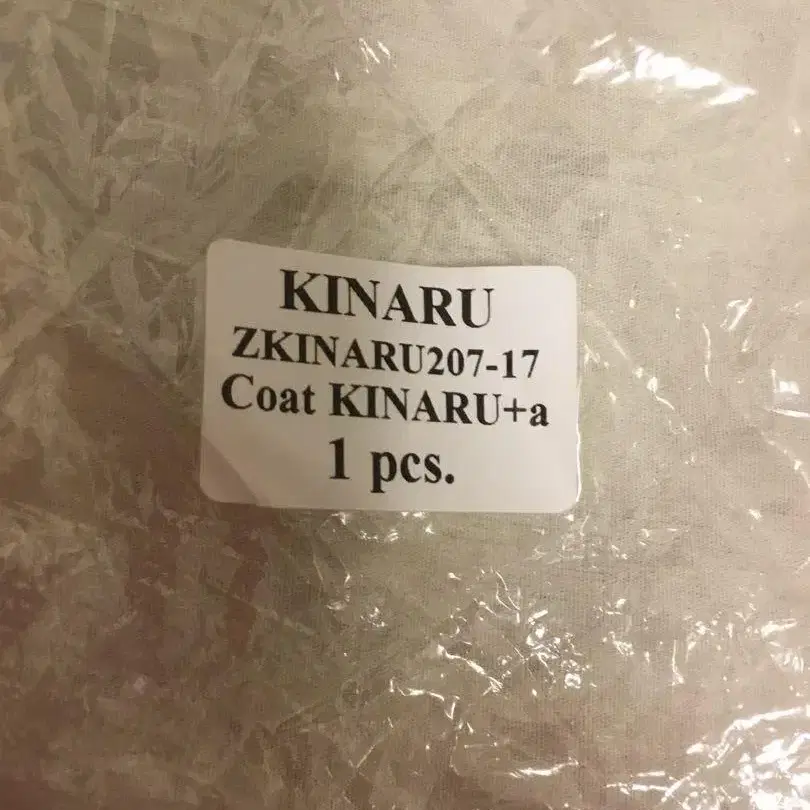 KINARU
ZKINARU207-17
Coat KINARU+a
1 pcs.